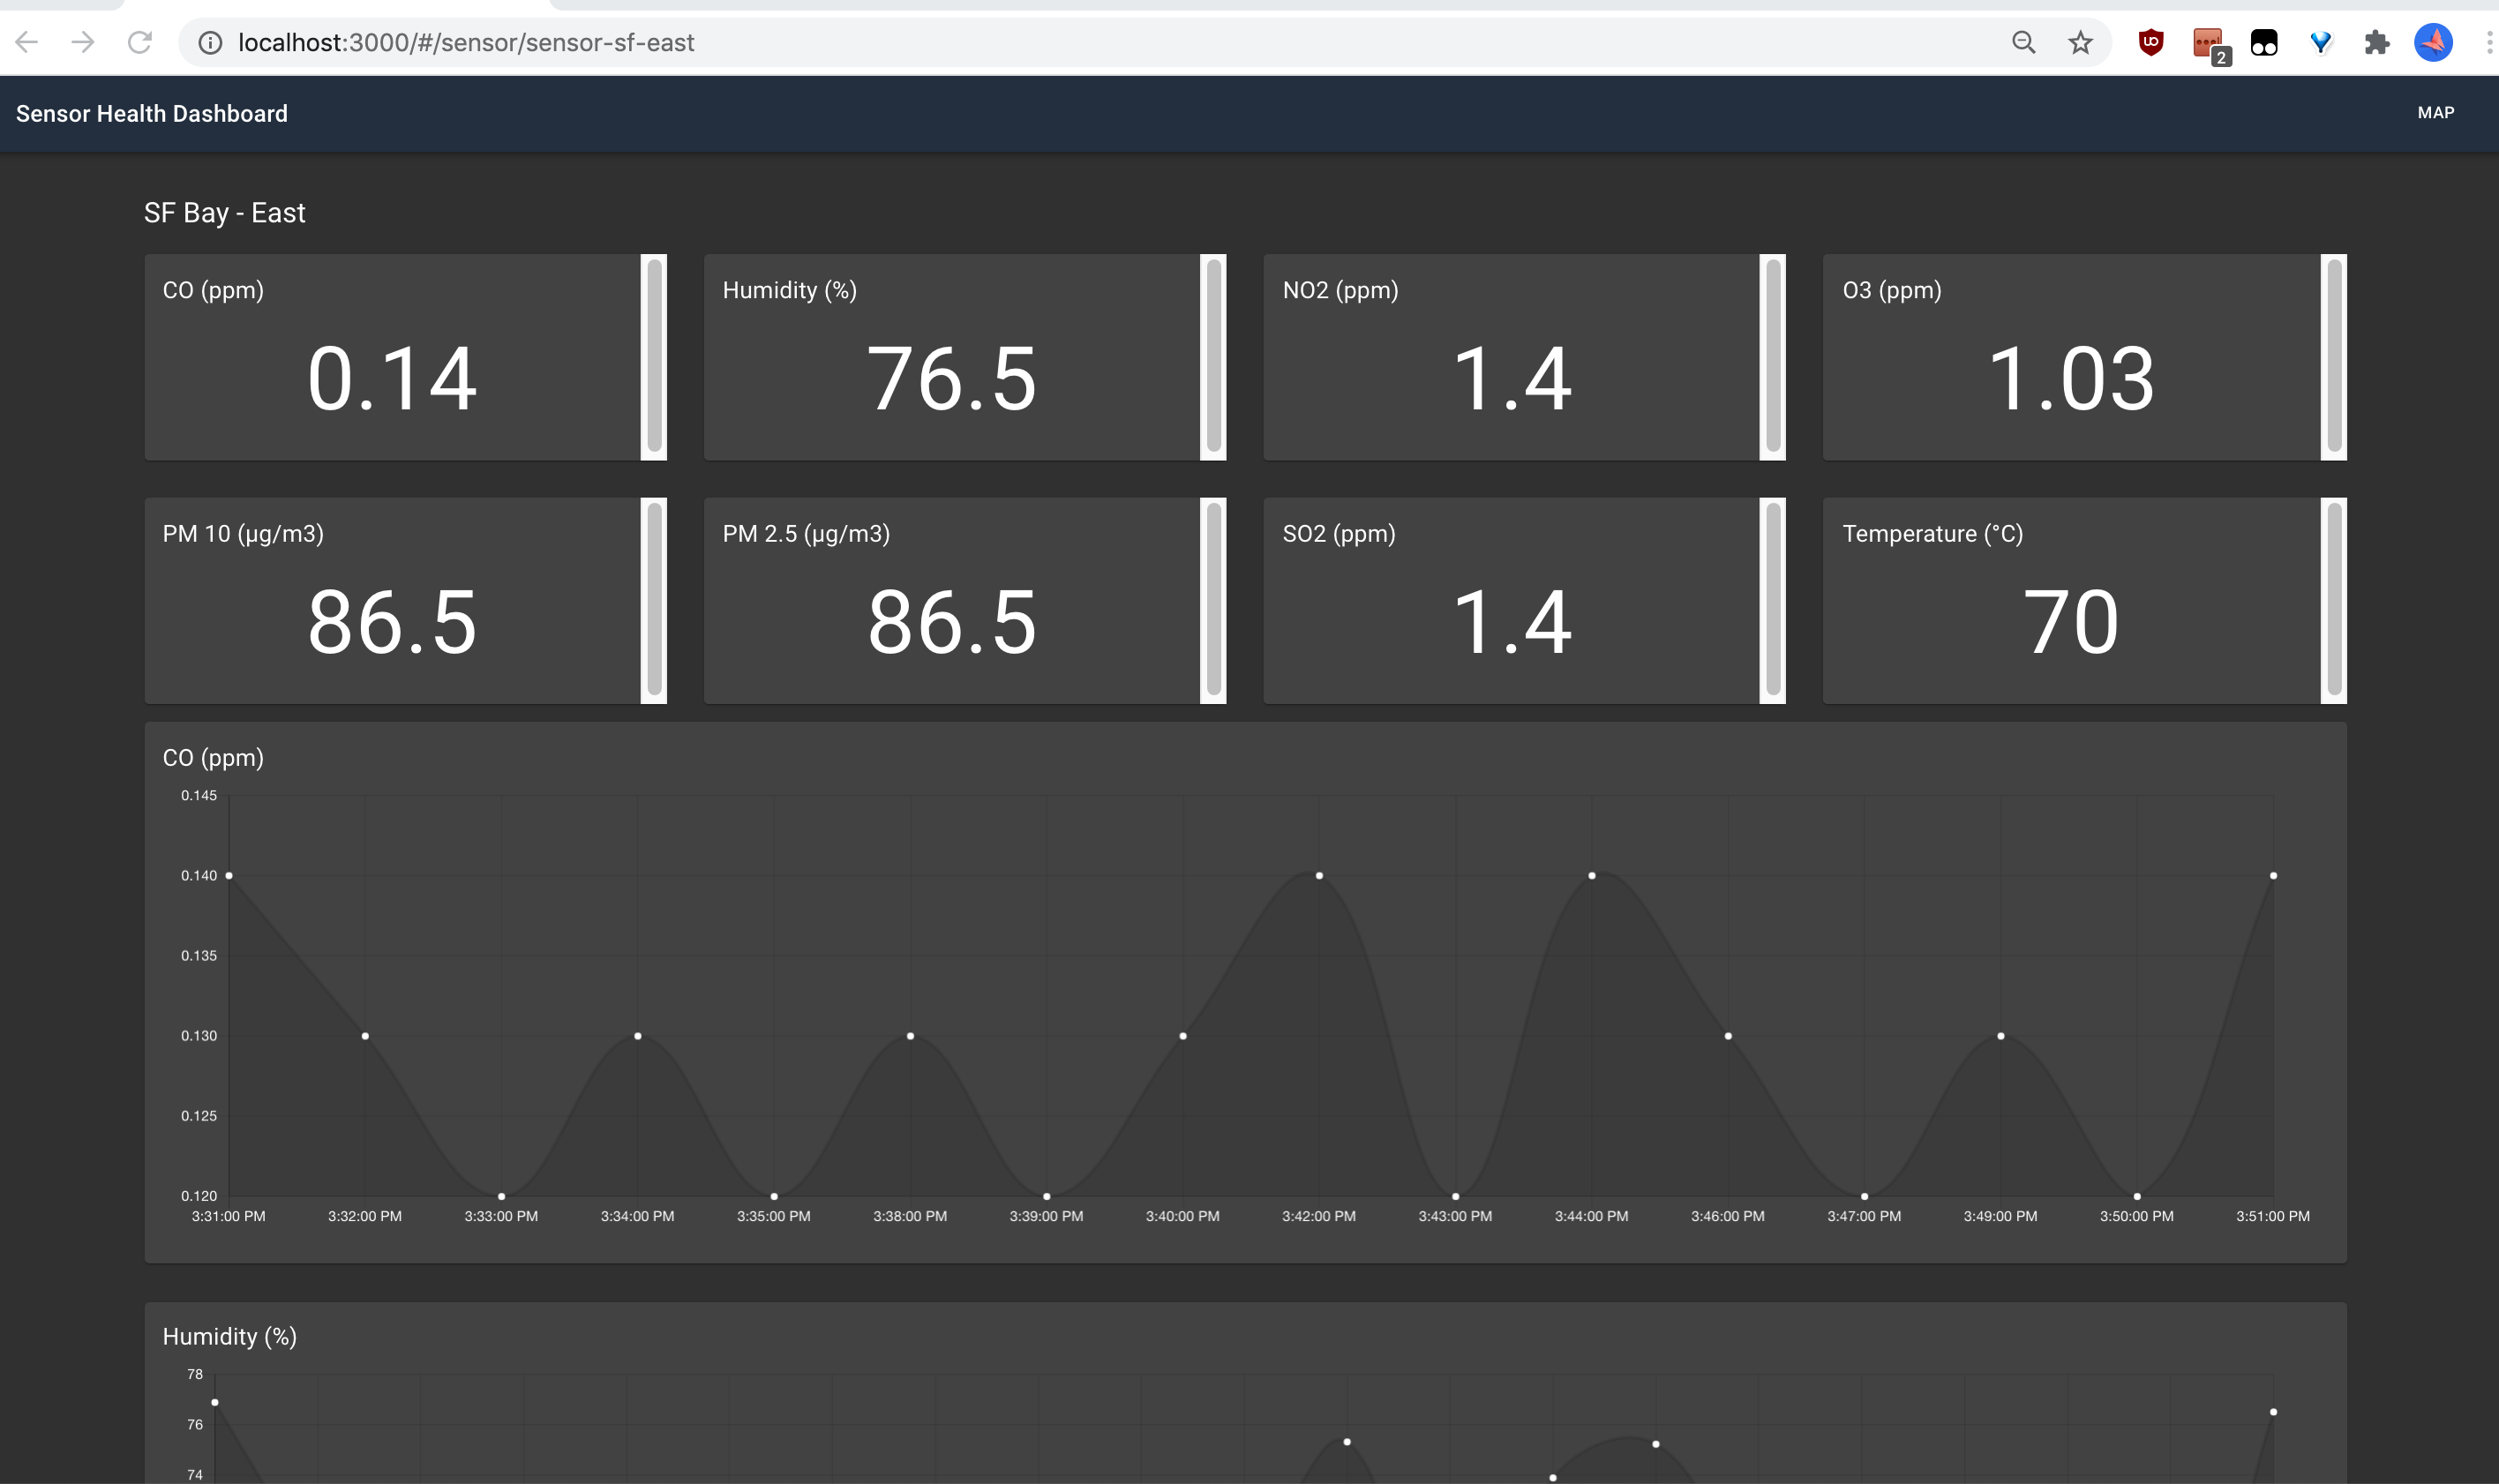 localhost:3000/#/sensor/sensor-sf-east
2
Sensor Health Dashboard
MAP
SF Bay - East
CO (ppm)
0.14
Humidity (%)
76.5
NO2 (ppm)
1.4
O3 (ppm)
1.03
PM 10 (µg/m3)
86.5
PM 2.5 (µg/m3)
86.5
SO2 (ppm)
1.4
Temperature (°C)
70
CO (ppm)
0.145
0.140
0.135
0.130
0.125
0.120
3:31:00 PM 3:32:00 PM 3:33:00 PM 3:34:00 PM 3:35:00 PM 3:38:00 PM 3:39:00 PM 3:40:00 PM 3:42:00 PM 3:43:00 PM 3:44:00 PM 3:46:00 PM 3:47:00 PM 3:49:00 PM 3:50:00 PM 3:51:00 PM
Humidity (%)
78
76
74